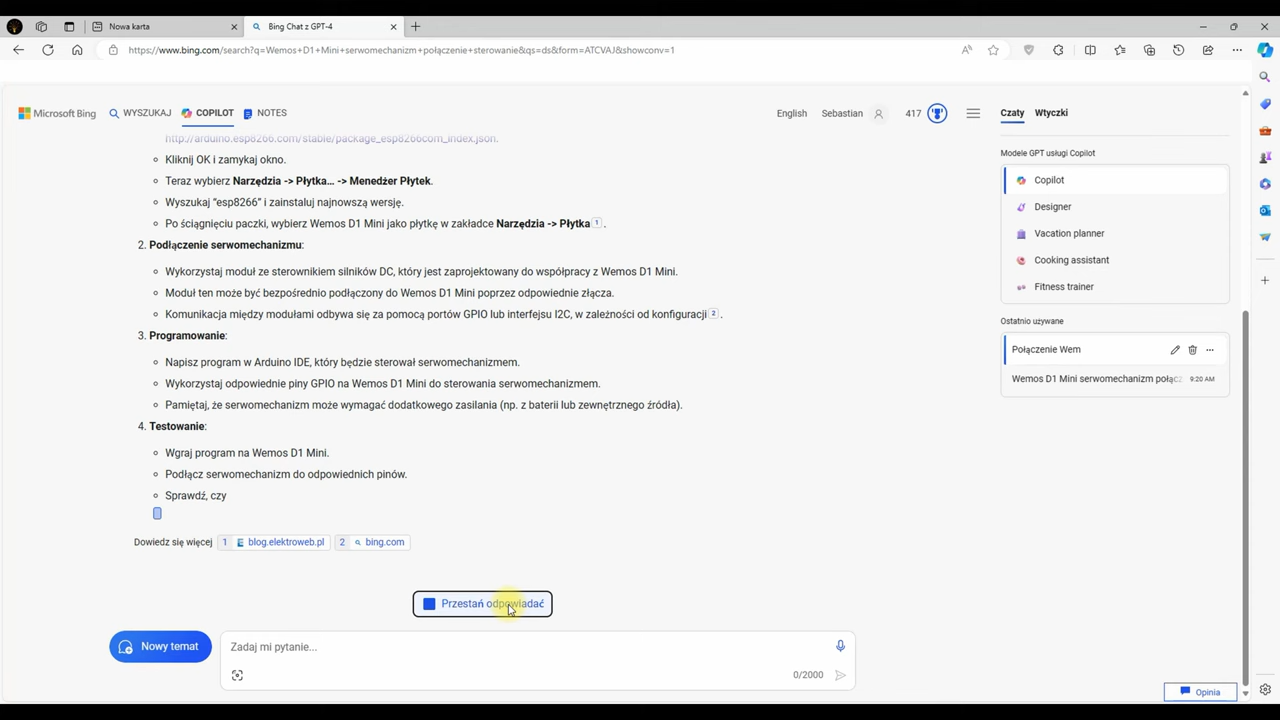 Nowa karta
Bing Chat z GPT-4
https://www.bing.com/search?q=Wemos+D1+Mini+serwomechanizm+połączenie+sterowanie&qs=ds&form=ATCVAJ&showconv=1
Microsoft Bing
WYSZUKAJ
COPILOT
NOTES
English
Sebastian
417
Czaty
Wtyczki
http://arduino.esp8266.com/stable/package_esp8266com_index.json.
Kliknij OK i zamykaj okno.
Teraz wybierz Narzędzia -> Płytka... -> Menedżer Płytek.
Wyszukaj “esp8266” i zainstaluj najnowszą wersję.
Po ściągnięciu paczki, wybierz Wemos D1 Mini jako płytkę w zakładce Narzędzia -> Płytka 1 .
2. Podłączenie serwomechanizmu:
Wykorzystaj moduł ze sterownikiem silników DC, który jest zaprojektowany do współpracy z Wemos D1 Mini.
Moduł ten może być bezpośrednio podłączony do Wemos D1 Mini poprzez odpowiednie złącza.
Komunikacja między modułami odbywa się za pomocą portów GPIO lub interfejsu I2C, w zależności od konfiguracji 2 .
3. Programowanie:
Napisz program w Arduino IDE, który będzie sterował serwomechanizmem.
Wykorzystaj odpowiednie piny GPIO na Wemos D1 Mini do sterowania serwomechanizmem.
Pamiętaj, że serwomechanizm może wymagać dodatkowego zasilania (np. z baterii lub zewnętrznego źródła).
4. Testowanie:
Wgraj program na Wemos D1 Mini.
Podłącz serwomechanizm do odpowiednich pinów.
Sprawdź, czy
Dowiedz się więcej 1 blog.elektroweb.pl 2 bing.com
Przestań odpowiadać
Nowy temat
Zadaj mi pytanie...
0/2000
Modele GPT usługi Copilot
Copilot
Designer
Vacation planner
Cooking assistant
Fitness trainer
Ostatnio używane
Połączenie Wem
Wemos D1 Mini serwomechanizm połąc 9:20 AM
Opinia